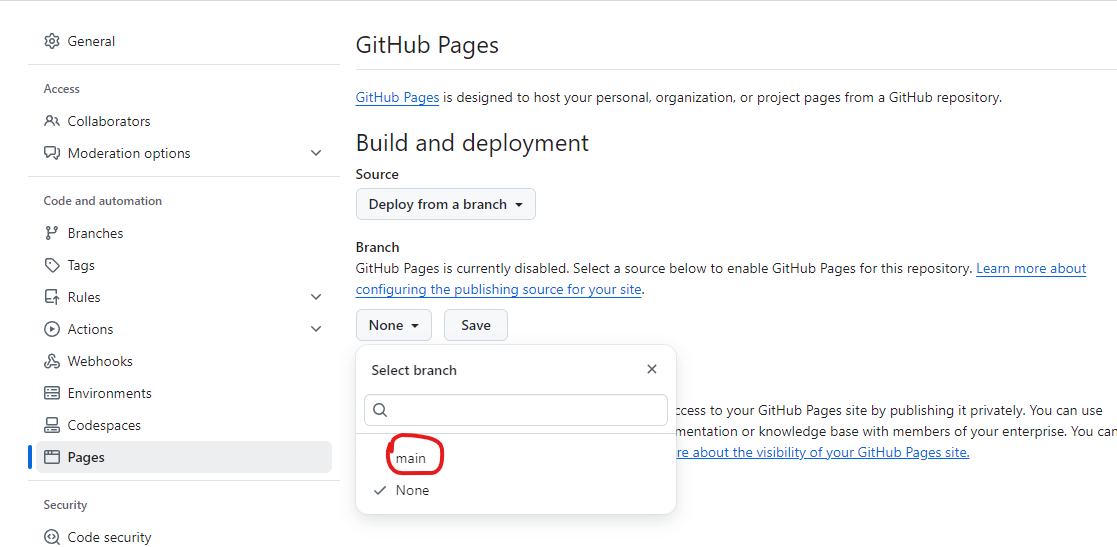 General
Access
Collaborators
Moderation options
Code and automation
Branches
Tags
Rules
Actions
Webhooks
Environments
Codespaces
Pages
Security
Code security
GitHub Pages
GitHub Pages is designed to host your personal, organization, or project pages from a GitHub repository.
Build and deployment
Source
Deploy from a branch
Branch
GitHub Pages is currently disabled. Select a source below to enable GitHub Pages for this repository. Learn more about
configuring the publishing source for your site.
None Save
Select branch
main
None
ccess to your GitHub Pages site by publishing it privately. You can use
mentation or knowledge base with members of your enterprise. You can
re about the visibility of your GitHub Pages site.